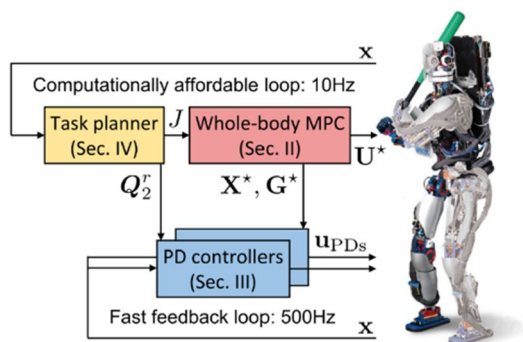 x
Computationally affordable loop: 10Hz
Task planner
(Sec. IV)
J
Whole-body MPC
(Sec. II)
U*
Q₂ʳ
X*, G*
PD controllers
(Sec. III)
u_PDs
Fast feedback loop: 500Hz
x